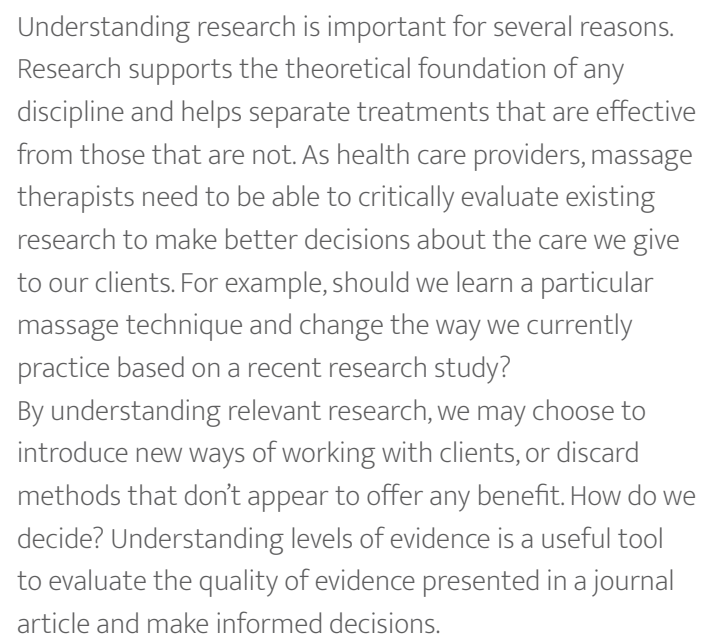 Understanding research is important for several reasons.
Research supports the theoretical foundation of any
discipline and helps separate treatments that are effective
from those that are not. As health care providers, massage
therapists need to be able to critically evaluate existing
research to make better decisions about the care we give
to our clients. For example, should we learn a particular
massage technique and change the way we currently
practice based on a recent research study?
By understanding relevant research, we may choose to
introduce new ways of working with clients, or discard
methods that don’t appear to offer any benefit. How do we
decide? Understanding levels of evidence is a useful tool
to evaluate the quality of evidence presented in a journal
article and make informed decisions.